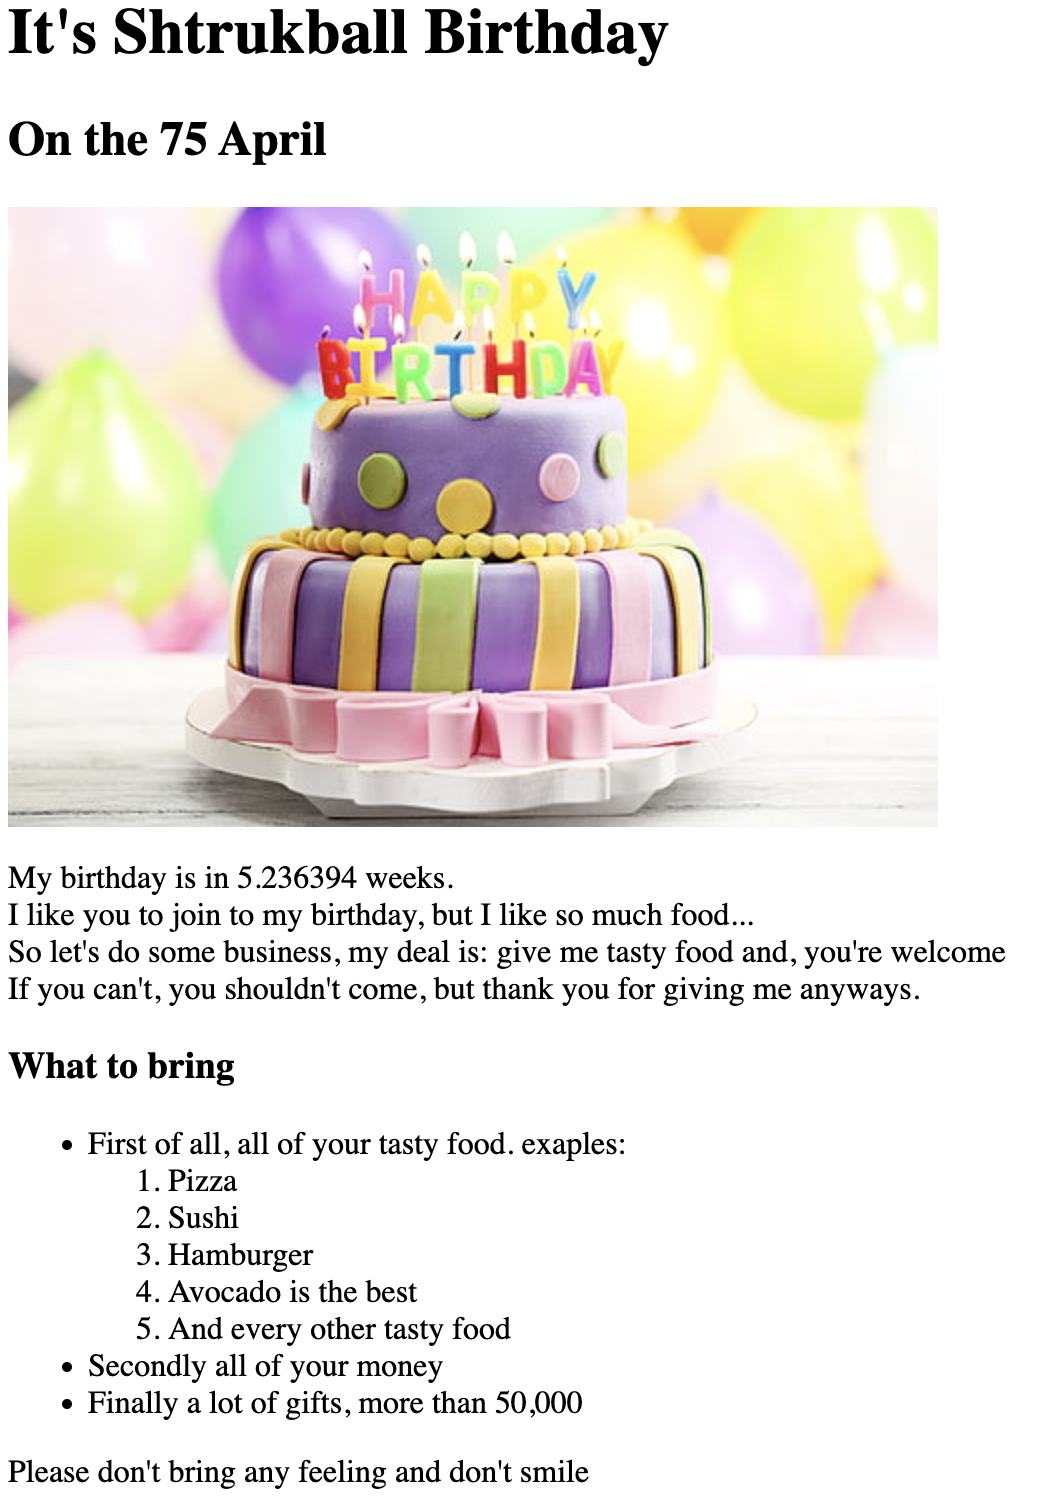 It's Shtrukball Birthday
On the 75 April
HAPPY
BIRTHDAY
My birthday is in 5.236394 weeks.
I like you to join to my birthday, but I like so much food...
So let's do some business, my deal is: give me tasty food and, you're welcome
If you can't, you shouldn't come, but thank you for giving me anyways.
What to bring
• First of all, all of your tasty food. exaples:
1. Pizza
2. Sushi
3. Hamburger
4. Avocado is the best
5. And every other tasty food
• Secondly all of your money
• Finally a lot of gifts, more than 50,000
Please don't bring any feeling and don't smile